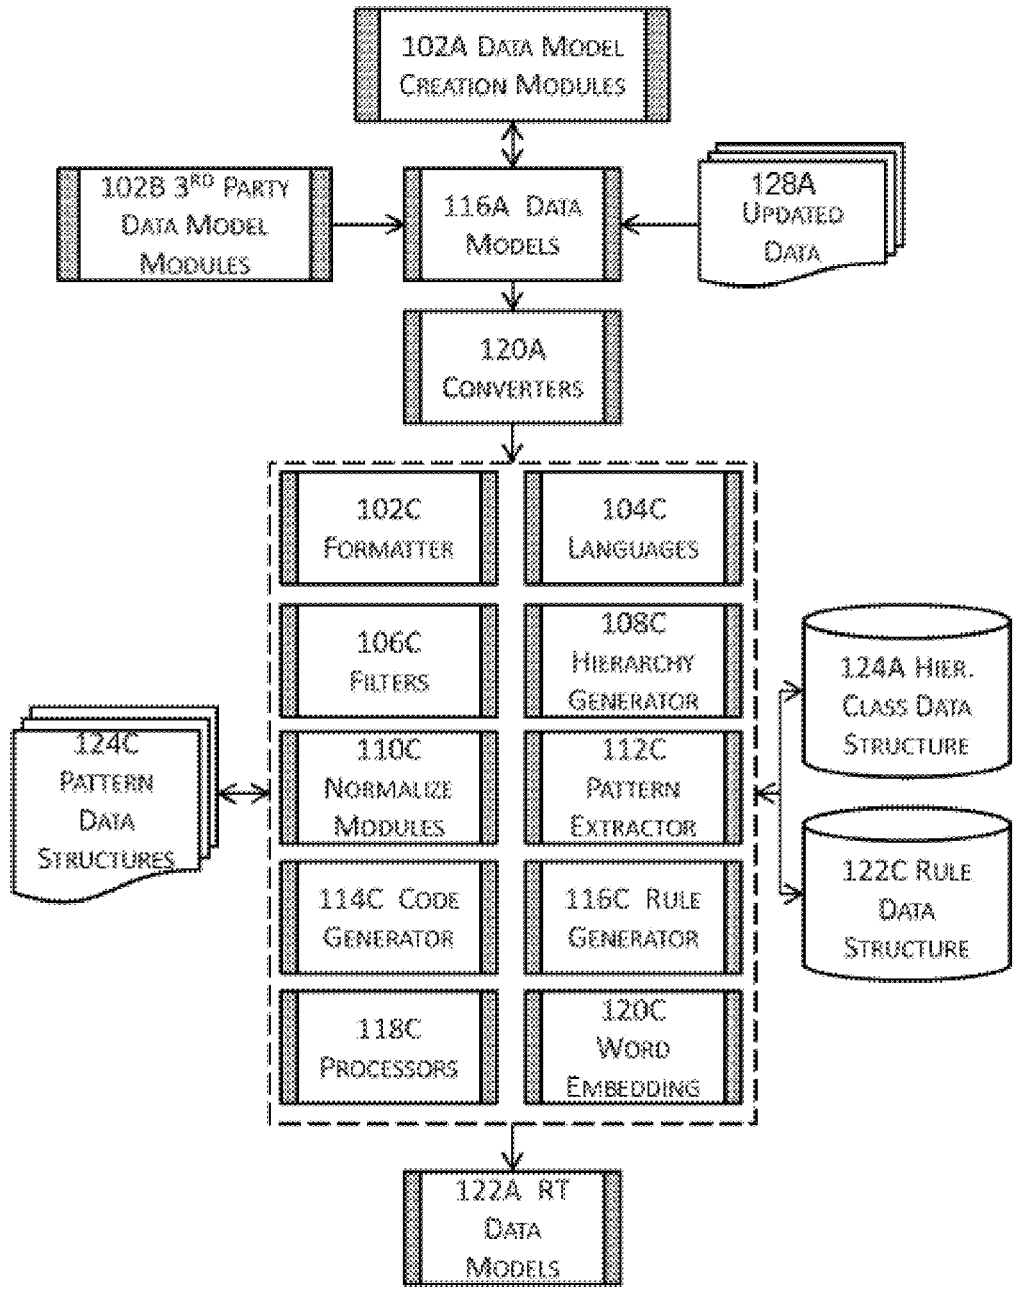 102A DATA MODEL
CREATION MODULES
102B 3RD PARTY
DATA MODEL
MODULES
116A DATA
MODELS
128A
UPDATED
DATA
120A
CONVERTERS
102C
FORMATTER
104C
LANGUAGES
106C
FILTERS
108C
HIERARCHY
GENERATOR
124A HIER.
CLASS DATA
STRUCTURE
124C
PATTERN
DATA
STRUCTURES
110C
NORMALIZE
MODULES
112C
PATTERN
EXTRACTOR
114C CODE
GENERATOR
116C RULE
GENERATOR
122C RULE
DATA
STRUCTURE
118C
PROCESSORS
120C
WORD
EMBEDDING
122A RT
DATA
MODELS